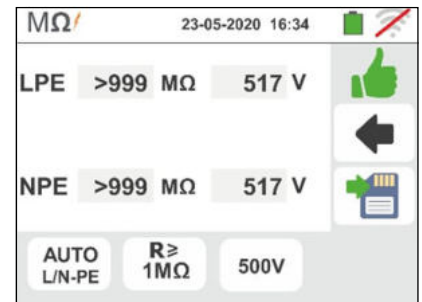 MΩ 23-05-2020 16:34
LPE >999 MΩ 517 V
NPE >999 MΩ 517 V
AUTO R≥ 500V
L/N-PE 1MΩ